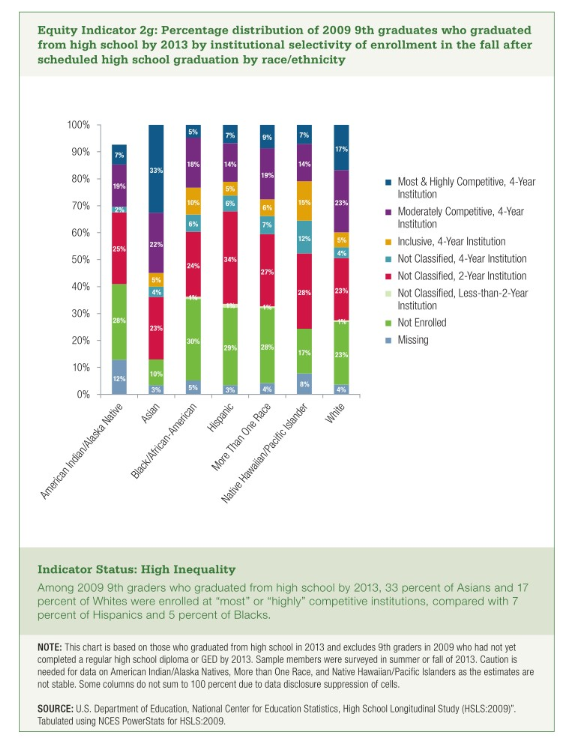 Equity Indicator 2g: Percentage distribution of 2009 9th graduates who graduated
from high school by 2013 by institutional selectivity of enrollment in the fall after
scheduled high school graduation by race/ethnicity
100%
90%
80%
70%
60%
50%
40%
30%
20%
10%
0%
7%
19%
2%
25%
28%
12%
33%
22%
5%
4%
23%
10%
3%
5%
18%
10%
6%
24%
1%
30%
5%
7%
14%
5%
6%
34%
29%
3%
9%
19%
6%
7%
27%
1%
28%
4%
7%
14%
15%
12%
28%
17%
8%
17%
23%
5%
4%
23%
1%
23%
4%
American Indian/Alaska Native
Asian
Black/African-American
Hispanic
More Than One Race
Native Hawaiian/Pacific Islander
White
Most & Highly Competitive, 4-Year
Institution
Moderately Competitive, 4-Year
Institution
Inclusive, 4-Year Institution
Not Classified, 4-Year Institution
Not Classified, 2-Year Institution
Not Classified, Less-than-2-Year
Institution
Not Enrolled
Missing
Indicator Status: High Inequality
Among 2009 9th graders who graduated from high school by 2013, 33 percent of Asians and 17
percent of Whites were enrolled at “most” or “highly” competitive institutions, compared with 7
percent of Hispanics and 5 percent of Blacks.
NOTE: This chart is based on those who graduated from high school in 2013 and excludes 9th graders in 2009 who had not yet
completed a regular high school diploma or GED by 2013. Sample members were surveyed in summer or fall of 2013. Caution is
needed for data on American Indian/Alaska Natives, More than One Race, and Native Hawaiian/Pacific Islanders as the estimates are
not stable. Some columns do not sum to 100 percent due to data disclosure suppression of cells.
SOURCE: U.S. Department of Education, National Center for Education Statistics, High School Longitudinal Study (HSLS:2009)”.
Tabulated using NCES PowerStats for HSLS:2009.